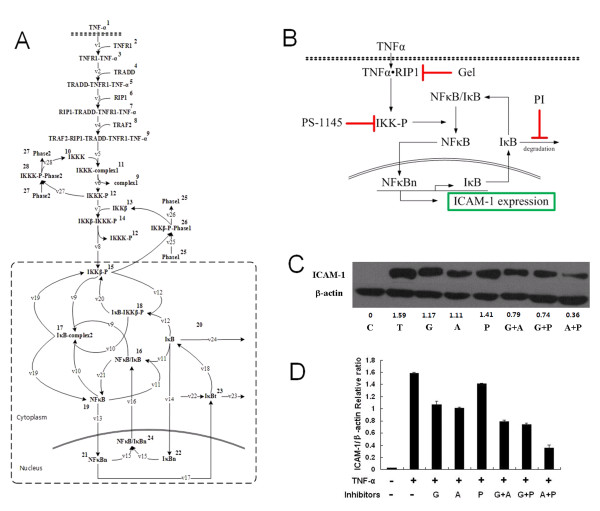 A
TNF-α 1
v1
TNFR1 2
TNFR1-TNF-α 3
v2
TRADD 4
TRADD-TNFR1-TNF-α 5
v3
RIP1 6
RIP1-TRADD-TNFR1-TNF-α 7
v4
TRAF2 8
TRAF2-RIP1-TRADD-TNFR1-TNF-α 9
v5
27 Phase2
10 IKKK
v28
28
IKKK-P-Phase2
IKKK-complex1 11
v6
complex1 9
27 Phase2
v27
IKKK-P 12
v7
IKKβ 13
IKKβ-IKKK-P 14
IKKK-P 12
v8
Phase1 25
v26
26
IKKβ-P-Phase1
v25
Phase1 25
IKKβ-P 15
v19
v9
v20
v12
IκB-IKKβ-P 18
17
IκB-complex2
v9
v12
20
IκB
v24
v10
16
NFκB/IκB
v11
v19
v10
v21
v11
v18
19 NFκB
v16
v14
v22
IκBt 23
v23
Cytoplasm
v13
NFκB/IκBn 24
21 NFκBn
v15
v15
IκBn 22
v17
Nucleus
B
TNFα
TNFα•RIP1
Gel
NFκB/IκB
PI
PS-1145
IKK-P
NFκB
IκB
degradation
NFκBn
IκB
ICAM-1 expression
C
ICAM-1
β-actin
0 1.59 1.17 1.11 1.41 0.79 0.74 0.36
C T G A P G+A G+P A+P
D
ICAM-1/β-actin Relative ratio
1.6
1.4
1.2
1
0.8
0.6
0.4
0.2
0
TNF-α - + + + + + + +
Inhibitors - - G A P G+A G+P A+P